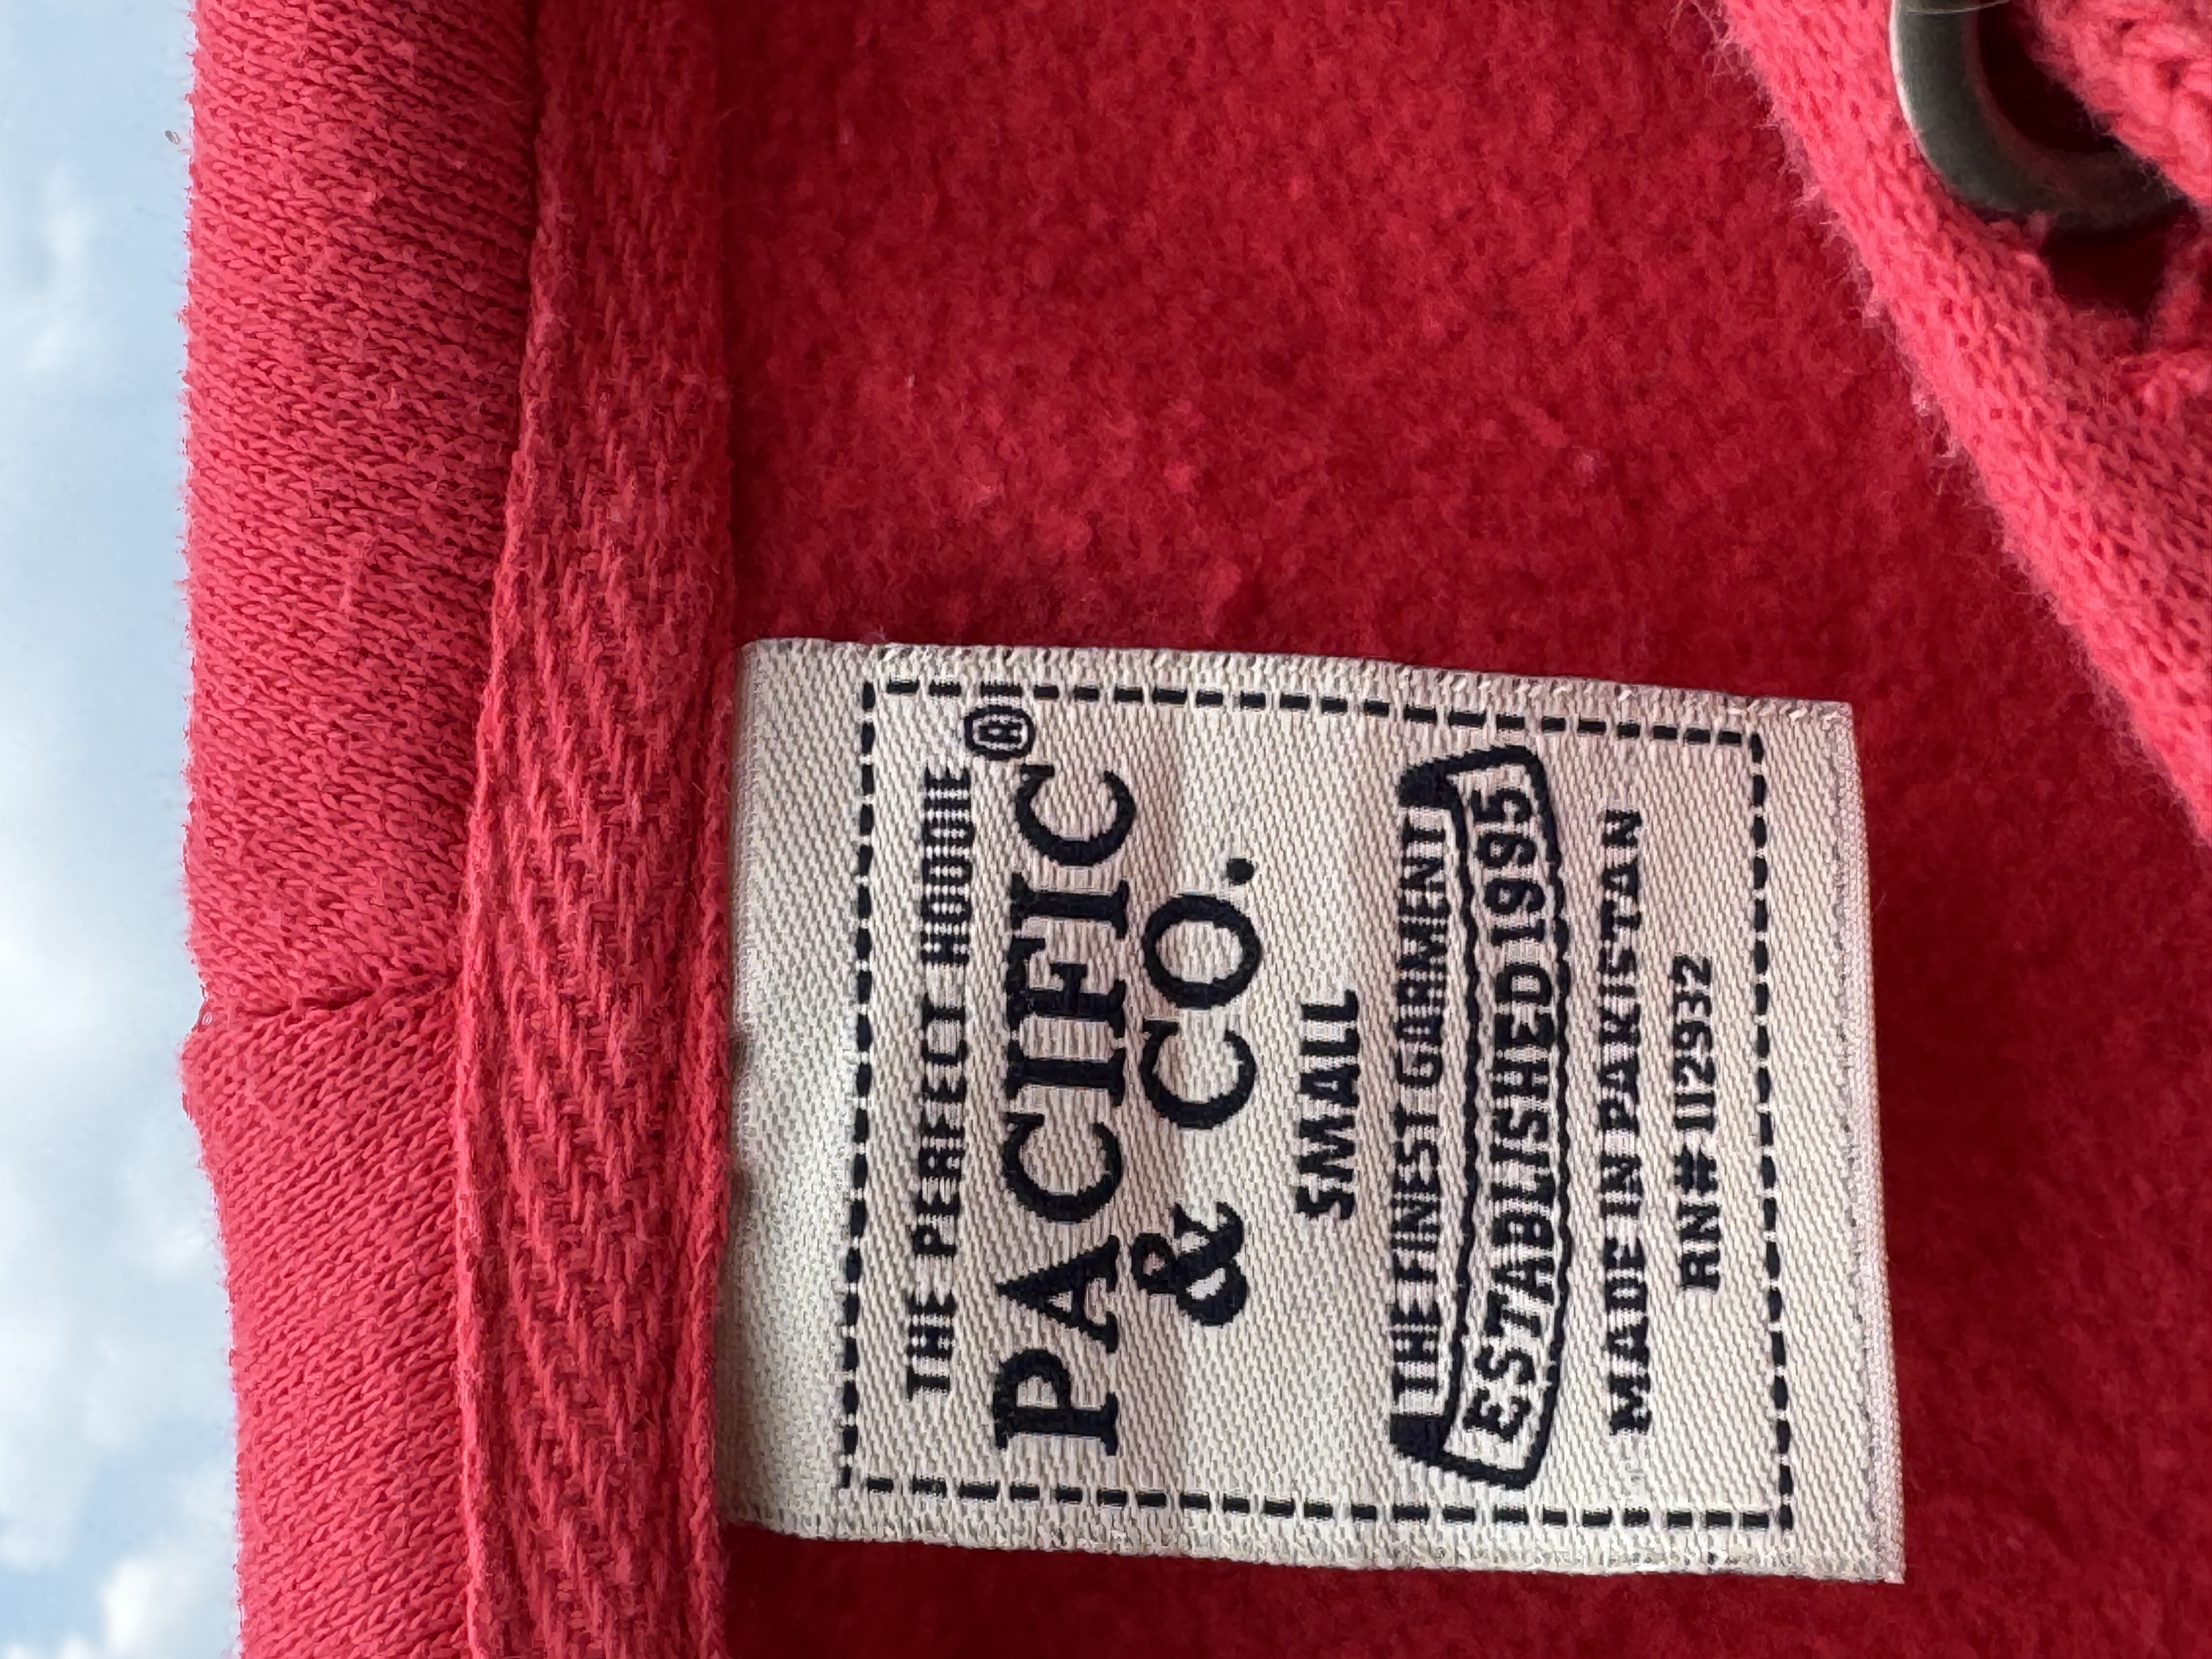 THE PERFECT HOODIE
PACIFIC®
& CO.
SMALL
THE FINEST GARMENT
ESTABLISHED 1995
MADE IN PAKISTAN
RN# 112932